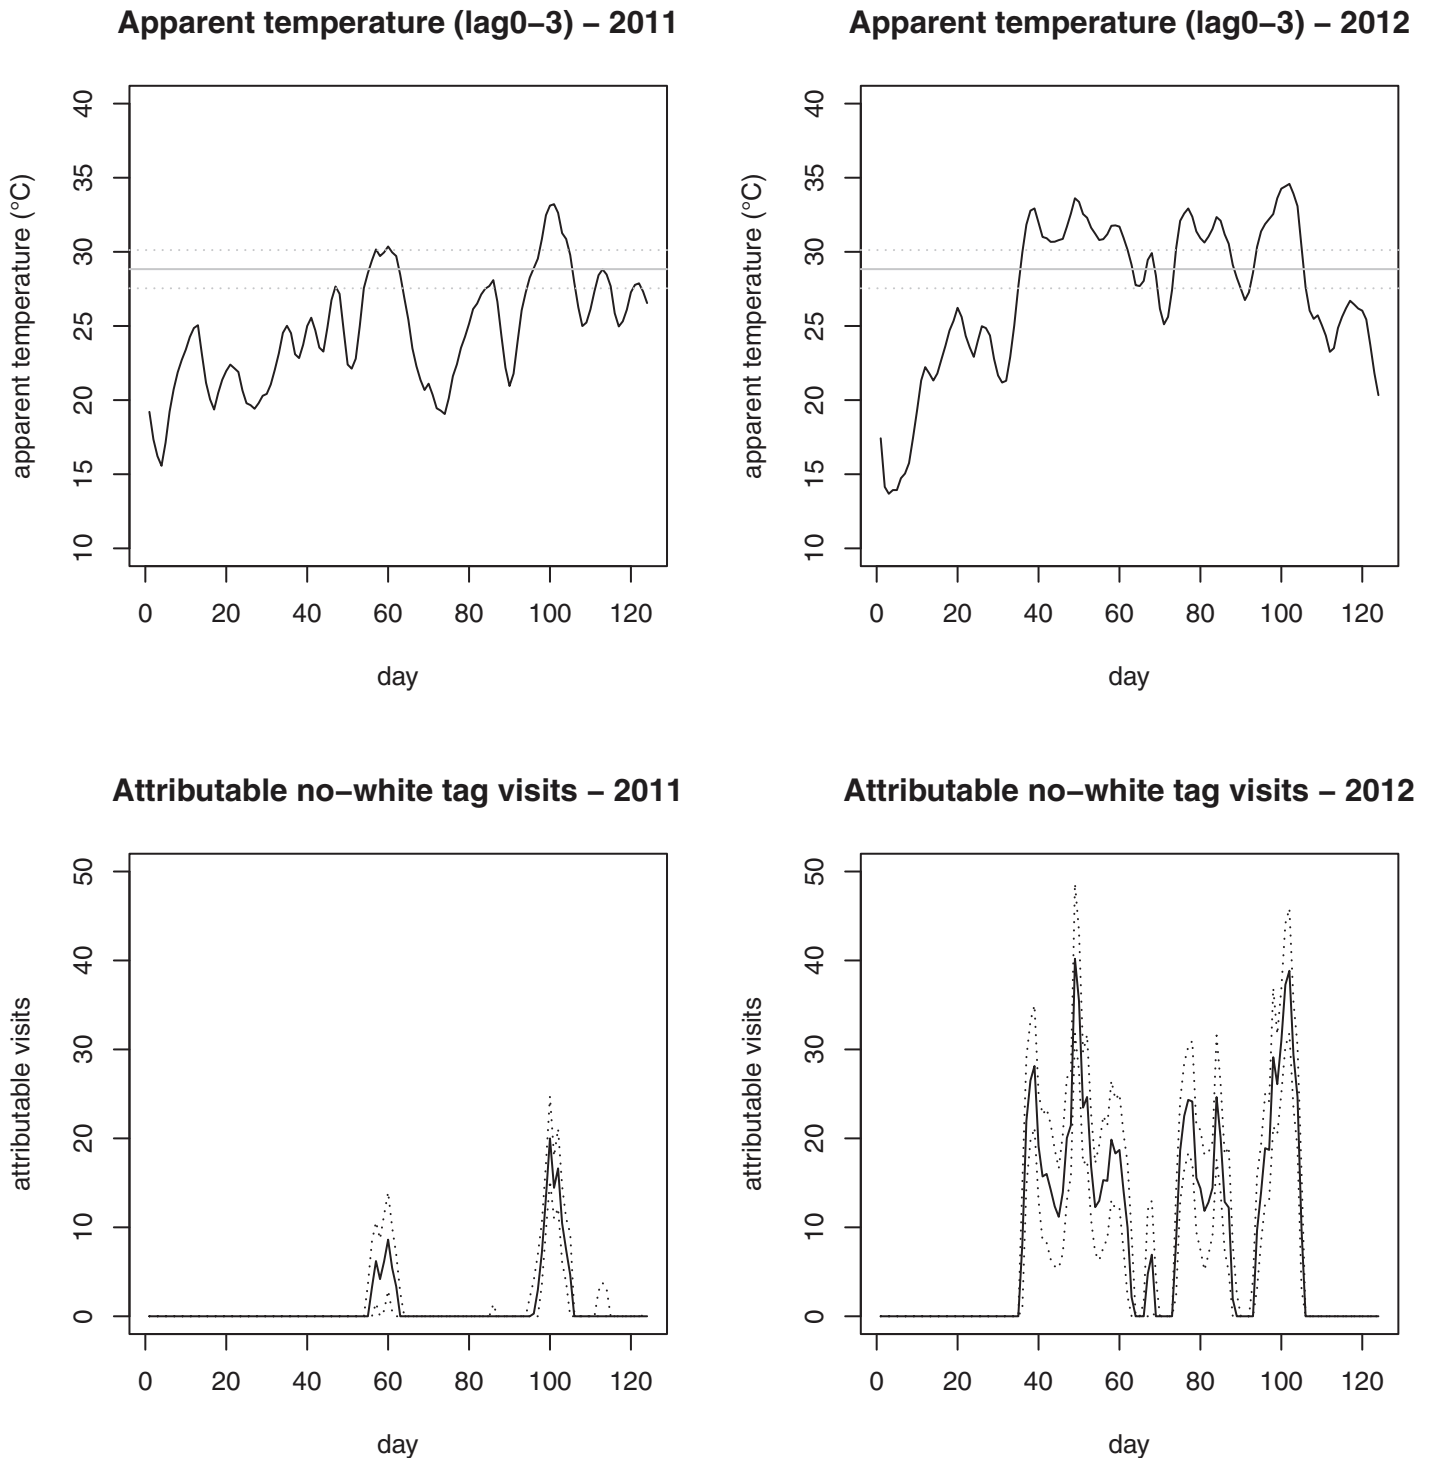 Apparent temperature (lag0−3) − 2011
40
35
30
25
20
15
10
apparent temperature (°C)
0 20 40 60 80 100 120
day
Apparent temperature (lag0−3) − 2012
40
35
30
25
20
15
10
apparent temperature (°C)
0 20 40 60 80 100 120
day
Attributable no−white tag visits − 2011
50
40
30
20
10
0
attributable visits
0 20 40 60 80 100 120
day
Attributable no−white tag visits − 2012
50
40
30
20
10
0
attributable visits
0 20 40 60 80 100 120
day